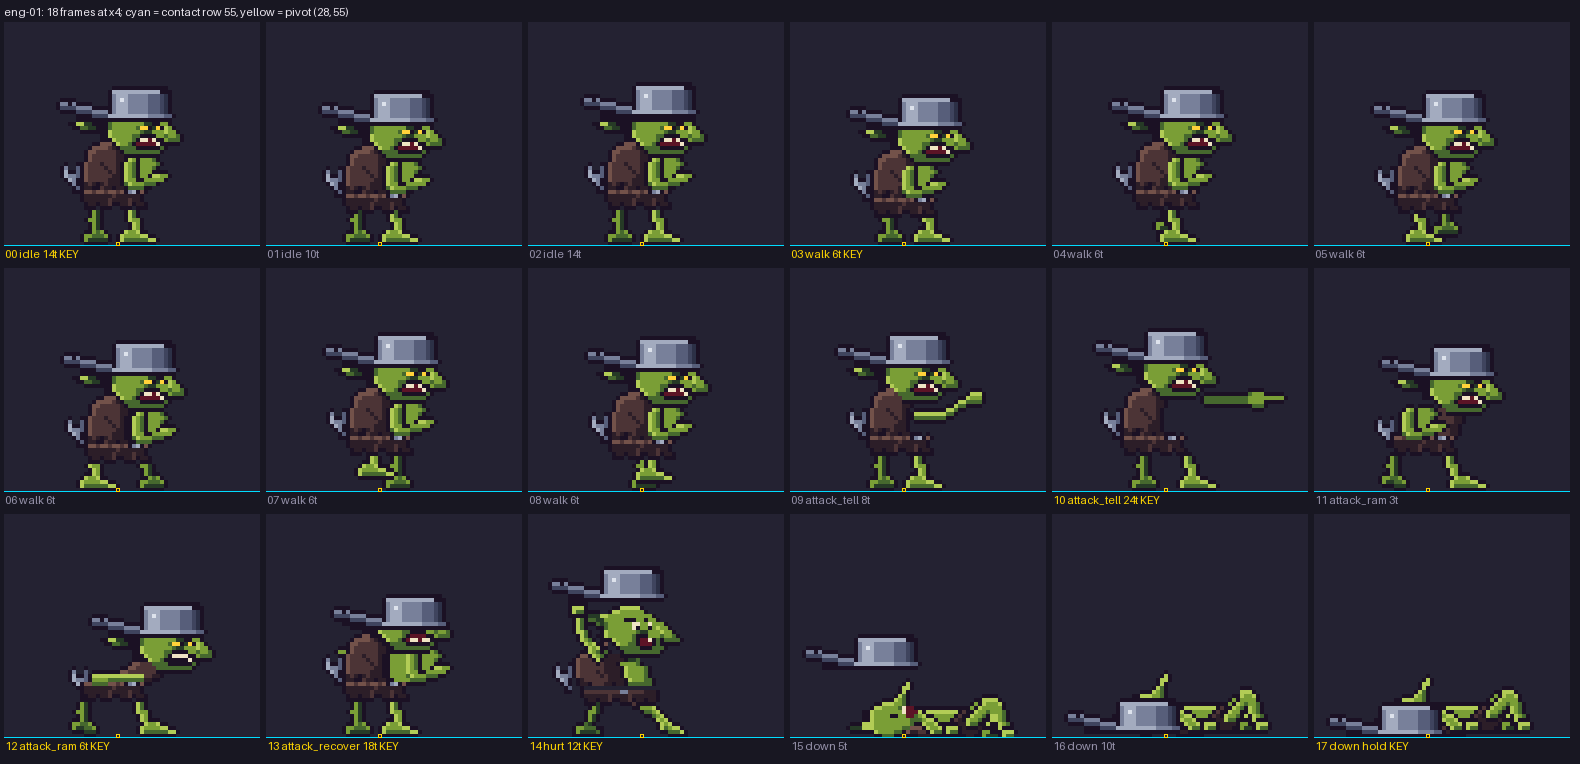 eng-01: 18 frames at x4; cyan = contact row 55, yellow = pivot (28, 55)
00 idle 14t KEY
01 idle 10t
02 idle 14t
03 walk 6t KEY
04 walk 6t
05 walk 6t
06 walk 6t
07 walk 6t
08 walk 6t
09 attack_tell 8t
10 attack_tell 24t KEY
11 attack_ram 3t
12 attack_ram 6t KEY
13 attack_recover 18t KEY
14 hurt 12t KEY
15 down 5t
16 down 10t
17 down hold KEY